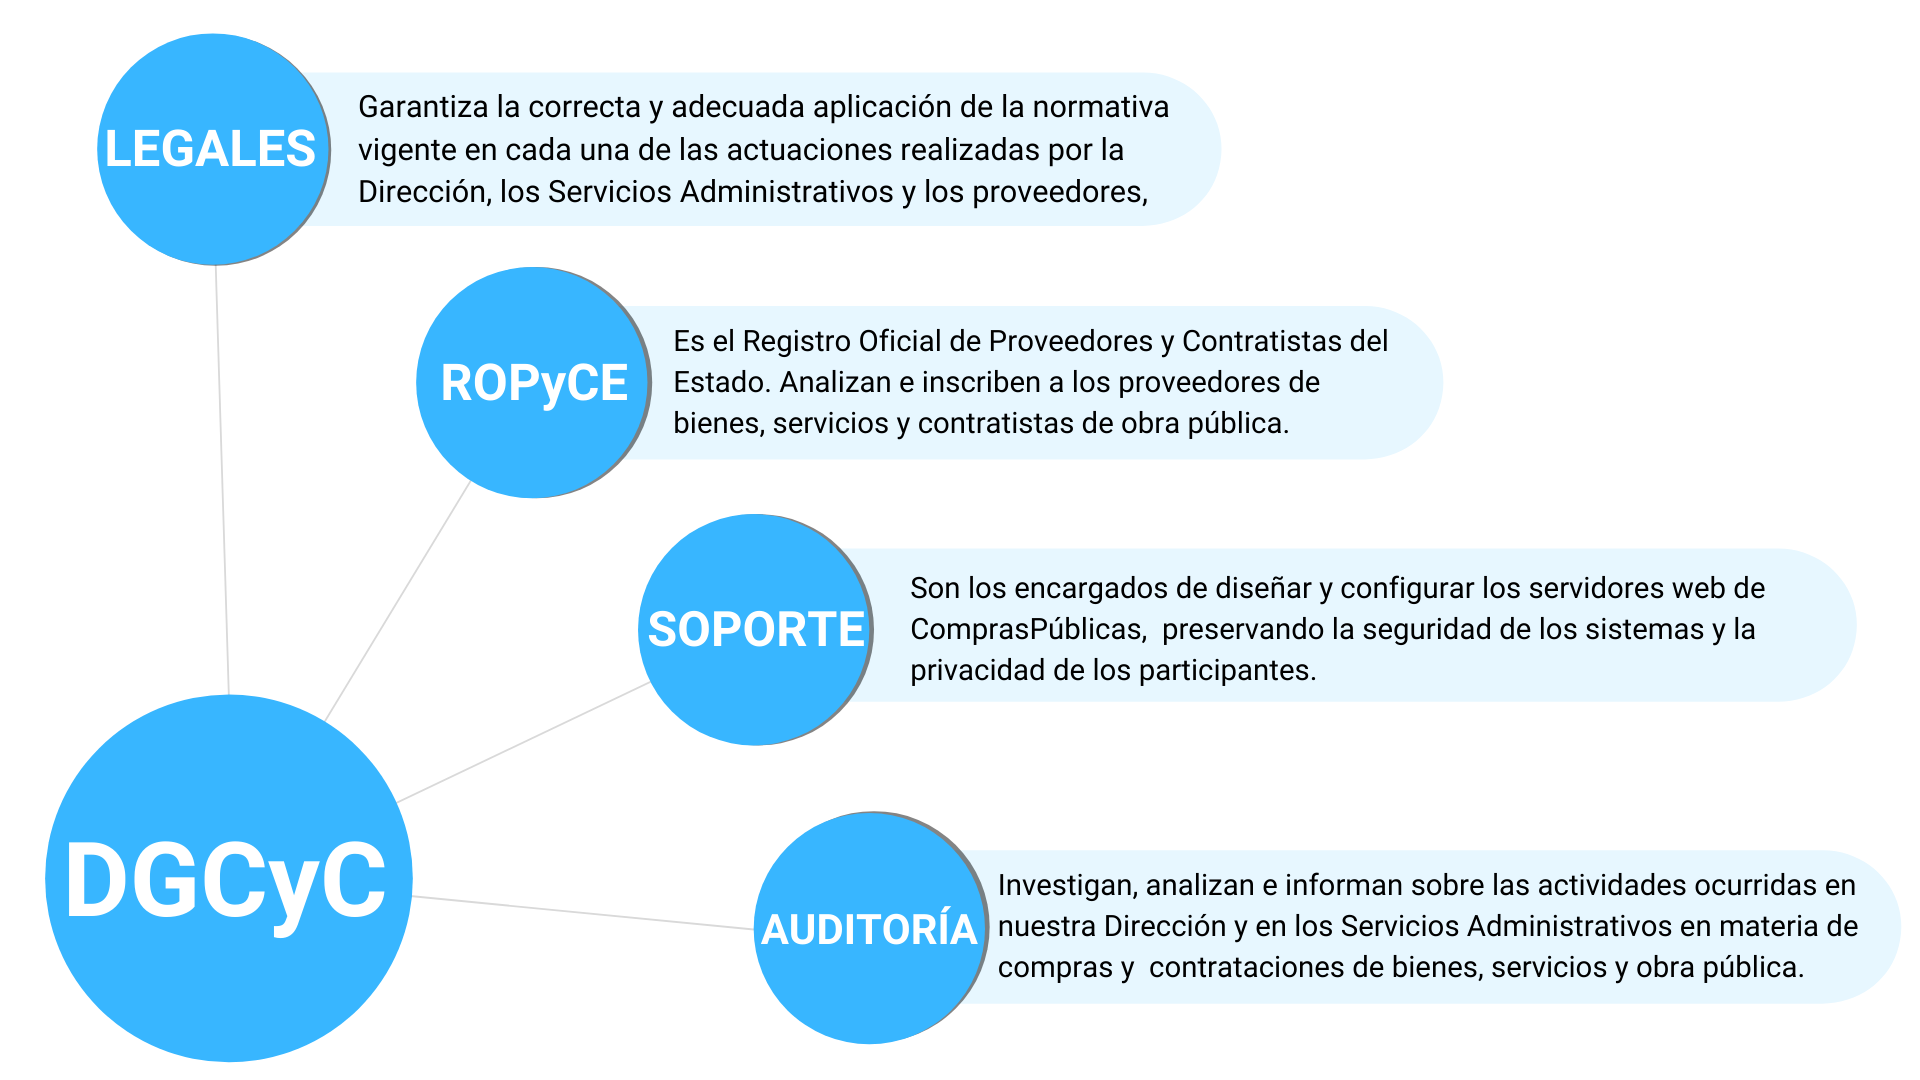 LEGALES
Garantiza la correcta y adecuada aplicación de la normativa
vigente en cada una de las actuaciones realizadas por la
Dirección, los Servicios Administrativos y los proveedores,
ROPyCE
Es el Registro Oficial de Proveedores y Contratistas del
Estado. Analizan e inscriben a los proveedores de
bienes, servicios y contratistas de obra pública.
SOPORTE
Son los encargados de diseñar y configurar los servidores web de
ComprasPúblicas,  preservando la seguridad de los sistemas y la
privacidad de los participantes.
DGCyC
AUDITORÍA
Investigan, analizan e informan sobre las actividades ocurridas en
nuestra Dirección y en los Servicios Administrativos en materia de
compras y  contrataciones de bienes, servicios y obra pública.